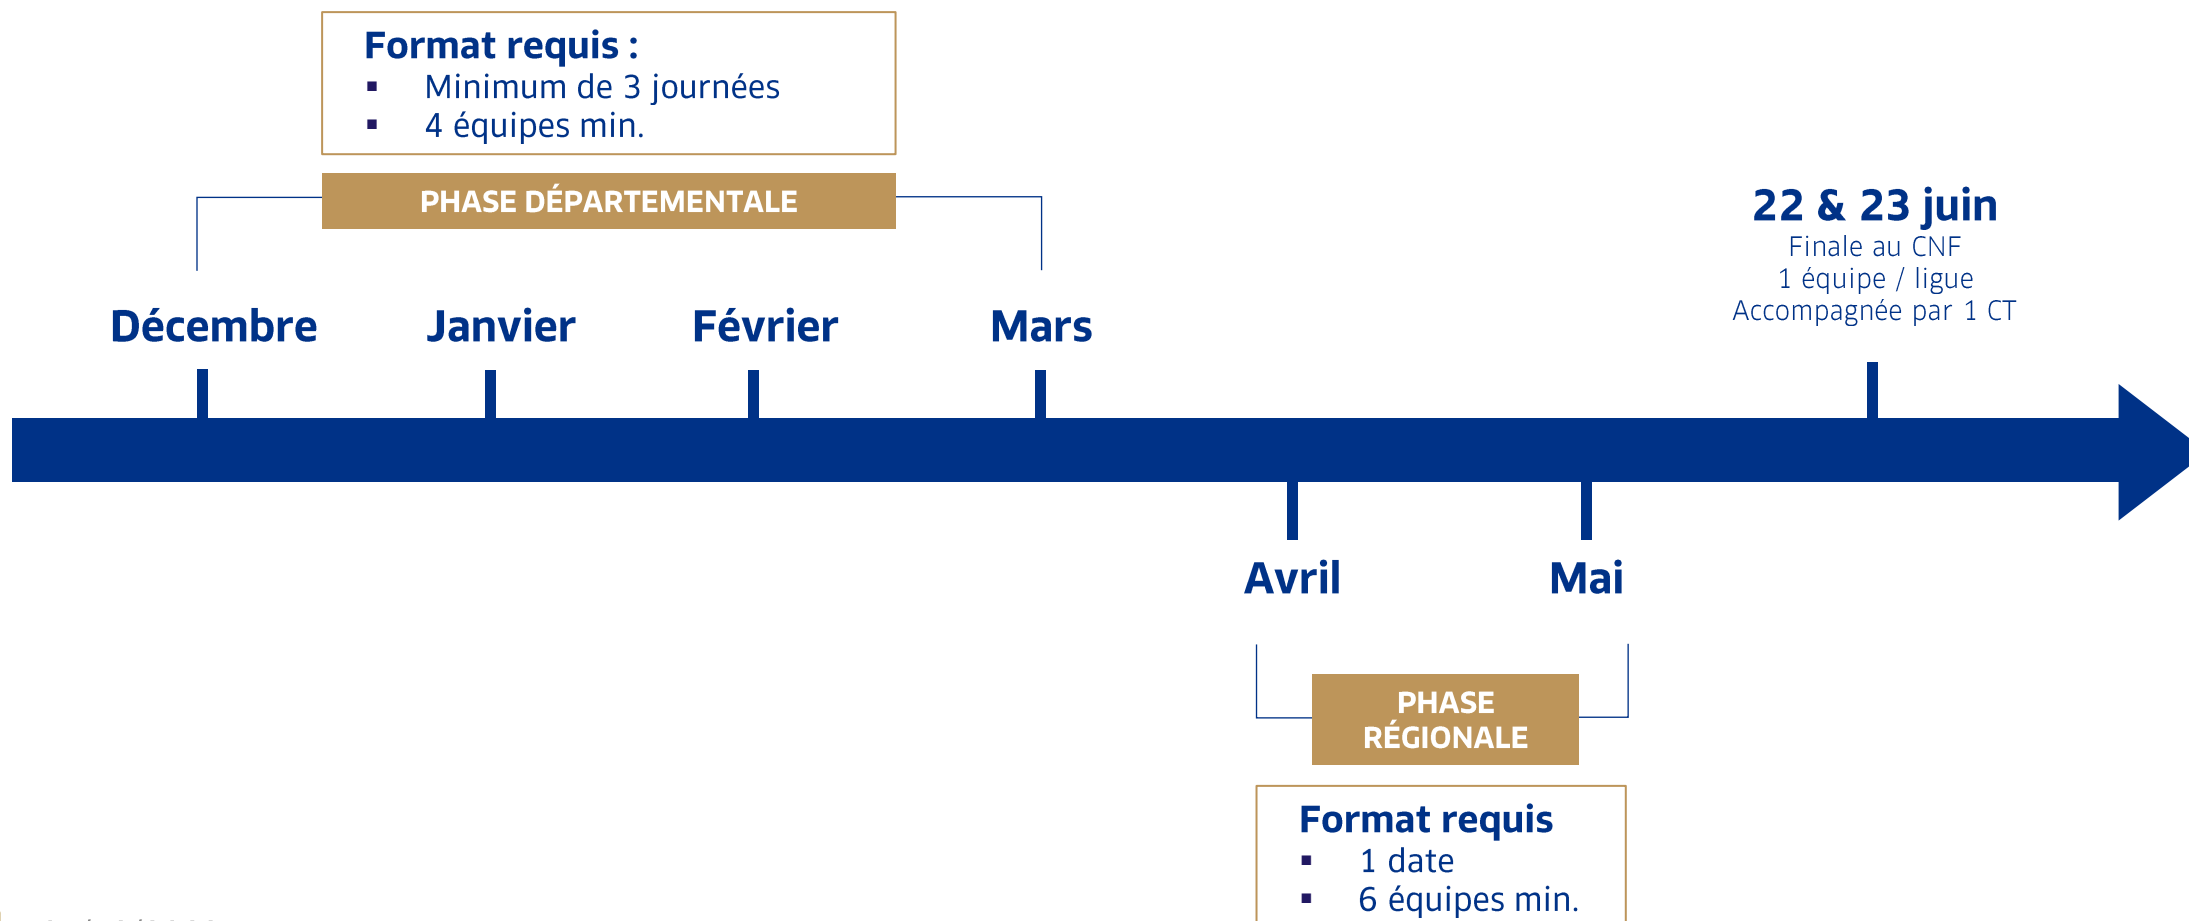 Format requis :
▪ Minimum de 3 journées
▪ 4 équipes min.
PHASE DÉPARTEMENTALE
22 & 23 juin
Finale au CNF
1 équipe / ligue
Accompagnée par 1 CT
Décembre
Janvier
Février
Mars
Avril
Mai
PHASE
RÉGIONALE
Format requis
▪ 1 date
▪ 6 équipes min.